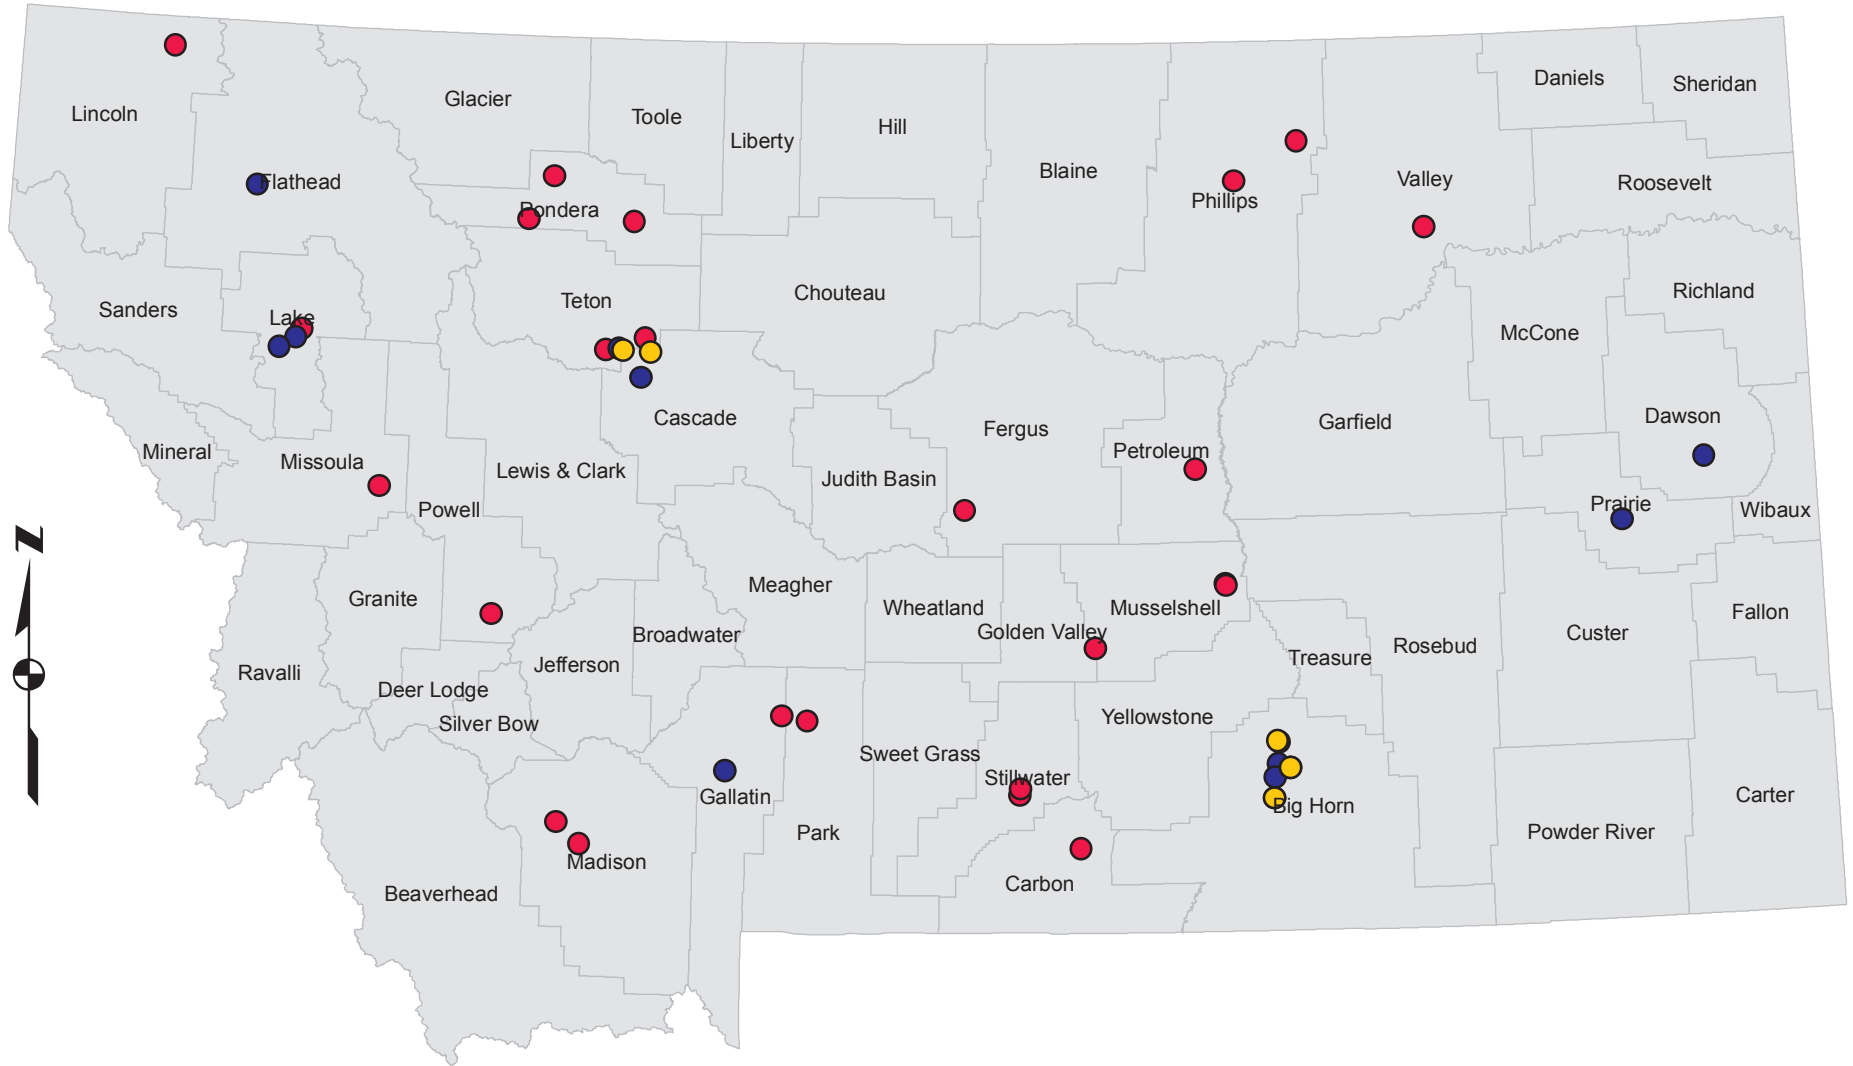 Daniels
Sheridan
Glacier
Lincoln
Toole
Hill
Liberty
Blaine
Flathead
Valley
Roosevelt
Phillips
Pondera
Richland
Chouteau
Teton
Sanders
Lake
McCone
Dawson
Cascade
Garfield
Fergus
Petroleum
Mineral
Missoula
Lewis & Clark
Judith Basin
Prairie
Powell
Wibaux
N
Meagher
Granite
Wheatland
Musselshell
Fallon
Golden Valley
Custer
Broadwater
Rosebud
Treasure
Jefferson
Ravalli
Deer Lodge
Yellowstone
Silver Bow
Sweet Grass
Stillwater
Gallatin
Carter
Big Horn
Park
Powder River
Madison
Carbon
Beaverhead